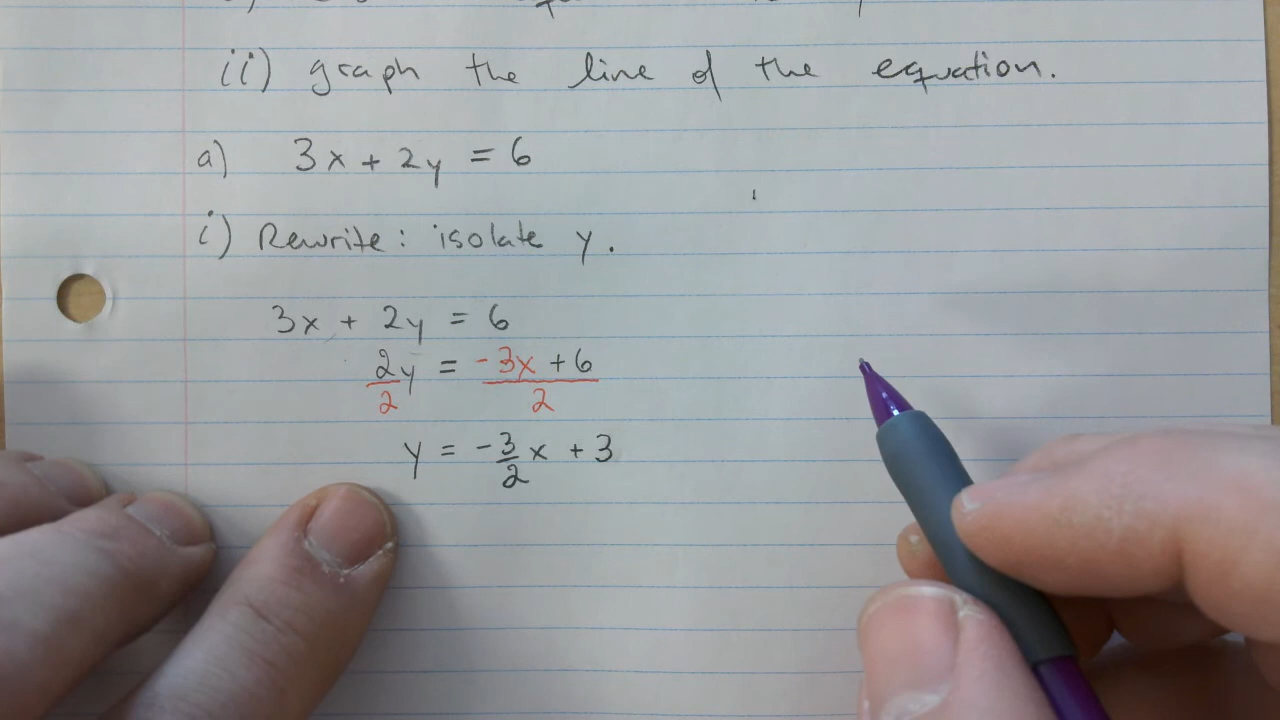 ii) graph the line of the equation.
a) 3x + 2y = 6
i) Rewrite: isolate y.
3x + 2y = 6
2y/2 = -3x + 6/2
y = -3/2 x + 3